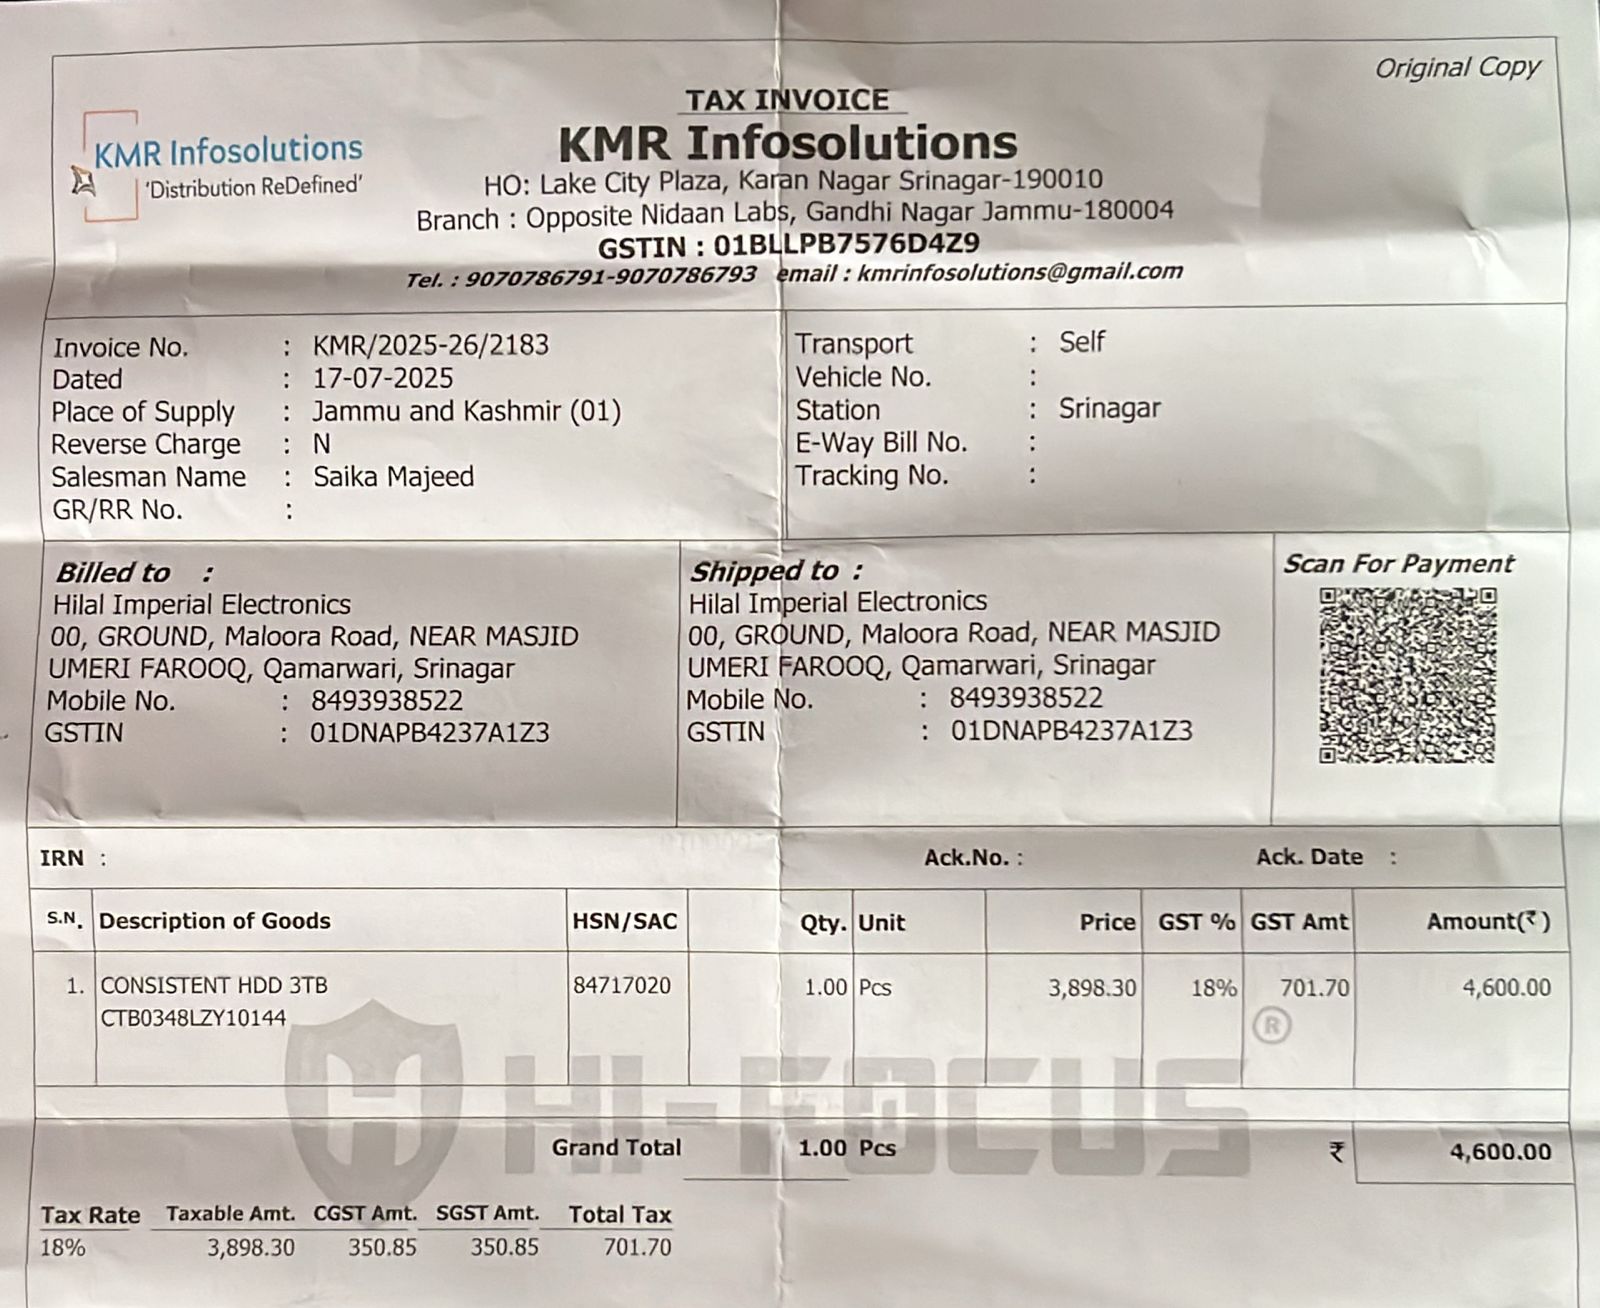 Original Copy
TAX INVOICE
KMR Infosolutions
'Distribution ReDefined'
KMR Infosolutions
HO: Lake City Plaza, Karan Nagar Srinagar-190010
Branch : Opposite Nidaan Labs, Gandhi Nagar Jammu-180004
GSTIN : 01BLLPB7576D4Z9
Tel. : 9070786791-9070786793 email : kmrinfosolutions@gmail.com
Invoice No. : KMR/2025-26/2183
Dated : 17-07-2025
Place of Supply : Jammu and Kashmir (01)
Reverse Charge : N
Salesman Name : Saika Majeed
GR/RR No. :
Transport : Self
Vehicle No. :
Station : Srinagar
E-Way Bill No. :
Tracking No. :
Billed to :
Hilal Imperial Electronics
00, GROUND, Maloora Road, NEAR MASJID
UMERI FAROOQ, Qamarwari, Srinagar
Mobile No. : 8493938522
GSTIN : 01DNAPB4237A1Z3
Shipped to :
Hilal Imperial Electronics
00, GROUND, Maloora Road, NEAR MASJID
UMERI FAROOQ, Qamarwari, Srinagar
Mobile No. : 8493938522
GSTIN : 01DNAPB4237A1Z3
Scan For Payment
IRN : Ack.No. : Ack. Date :
S.N. Description of Goods HSN/SAC Qty. Unit Price GST % GST Amt Amount(₹)
1. CONSISTENT HDD 3TB 84717020 1.00 Pcs 3,898.30 18% 701.70 4,600.00
CTB0348LZY10144
HI-FOCUS ®
Grand Total 1.00 Pcs ₹ 4,600.00
Tax Rate Taxable Amt. CGST Amt. SGST Amt. Total Tax
18% 3,898.30 350.85 350.85 701.70